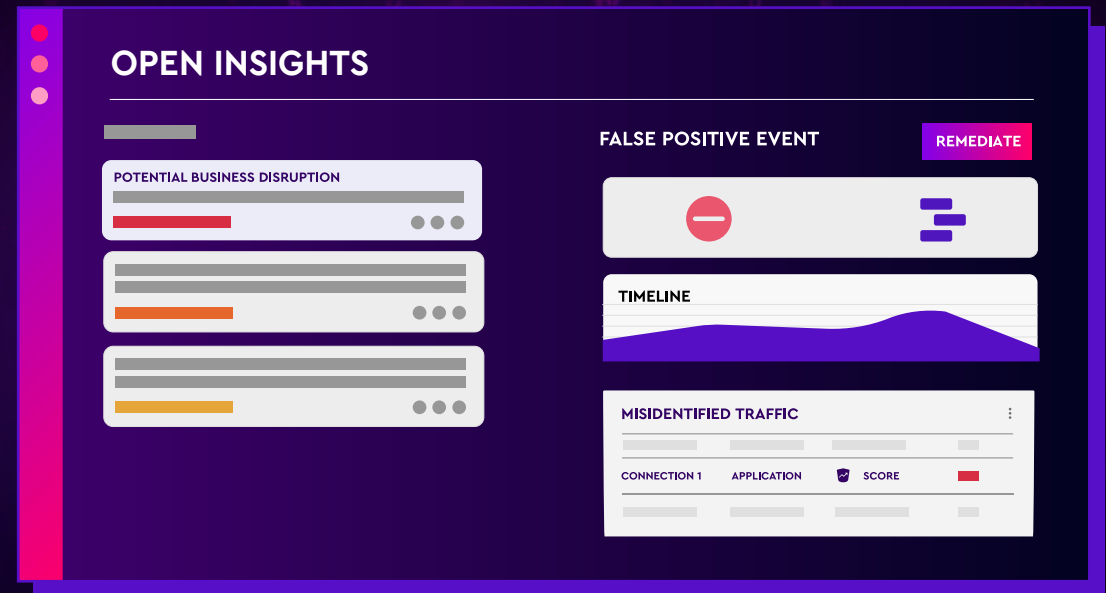 OPEN INSIGHTS
POTENTIAL BUSINESS DISRUPTION
FALSE POSITIVE EVENT
REMEDIATE
TIMELINE
MISIDENTIFIED TRAFFIC
CONNECTION 1 APPLICATION SCORE